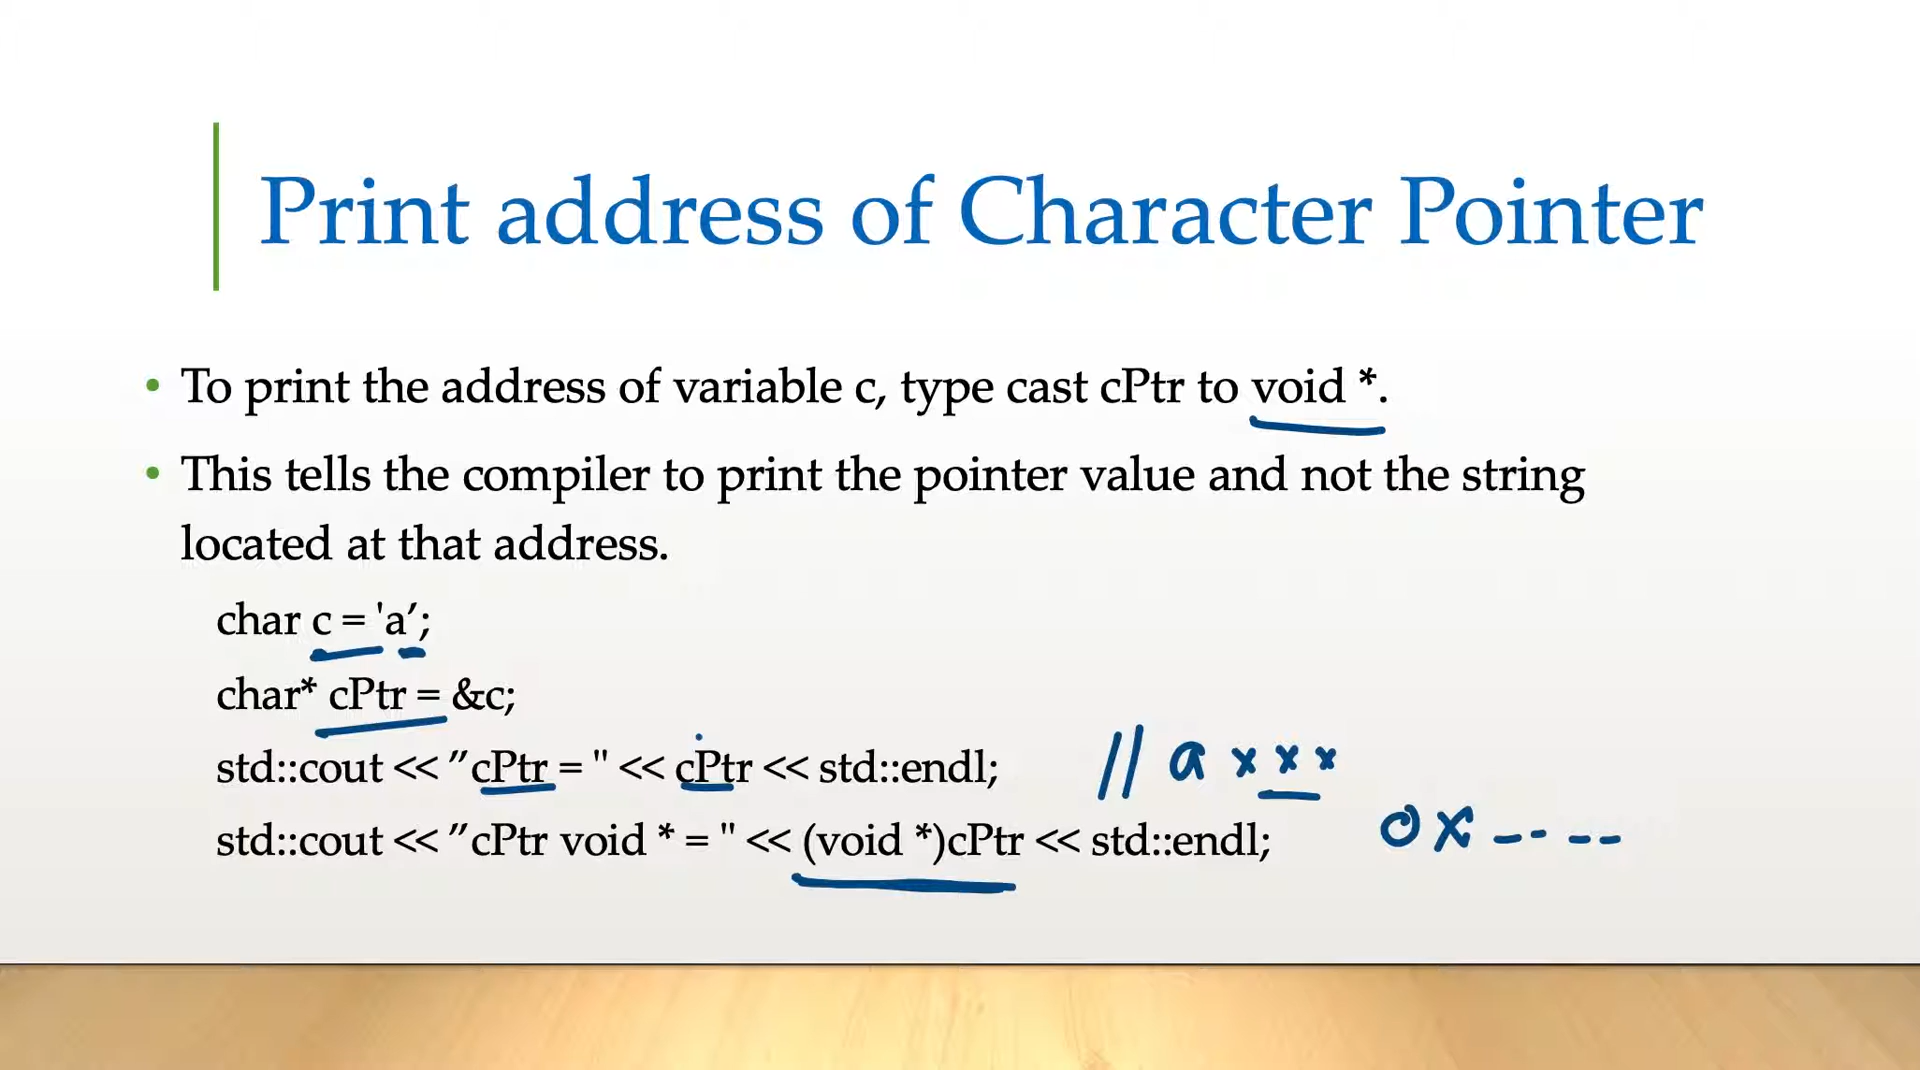 Print address of Character Pointer
• To print the address of variable c, type cast cPtr to void *.
• This tells the compiler to print the pointer value and not the string
located at that address.
char c = 'a’;
char* cPtr = &c;
std::cout << ”cPtr = " << cPtr << std::endl; // a x x x
std::cout << ”cPtr void * = " << (void *)cPtr << std::endl; 0x -- --